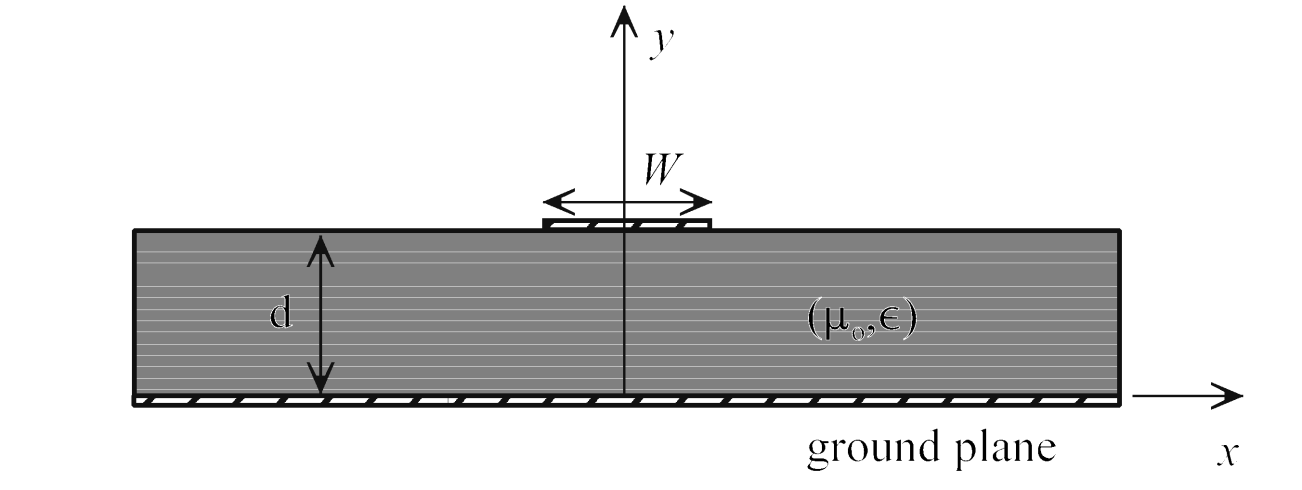 y
W
d
(μₒ,ϵ)
ground plane
x